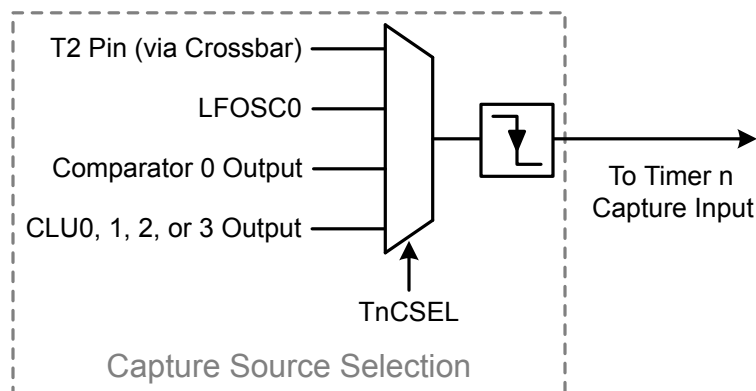 T2 Pin (via Crossbar)
LFOSC0
Comparator 0 Output
CLU0, 1, 2, or 3 Output
TnCSEL
To Timer n
Capture Input
Capture Source Selection